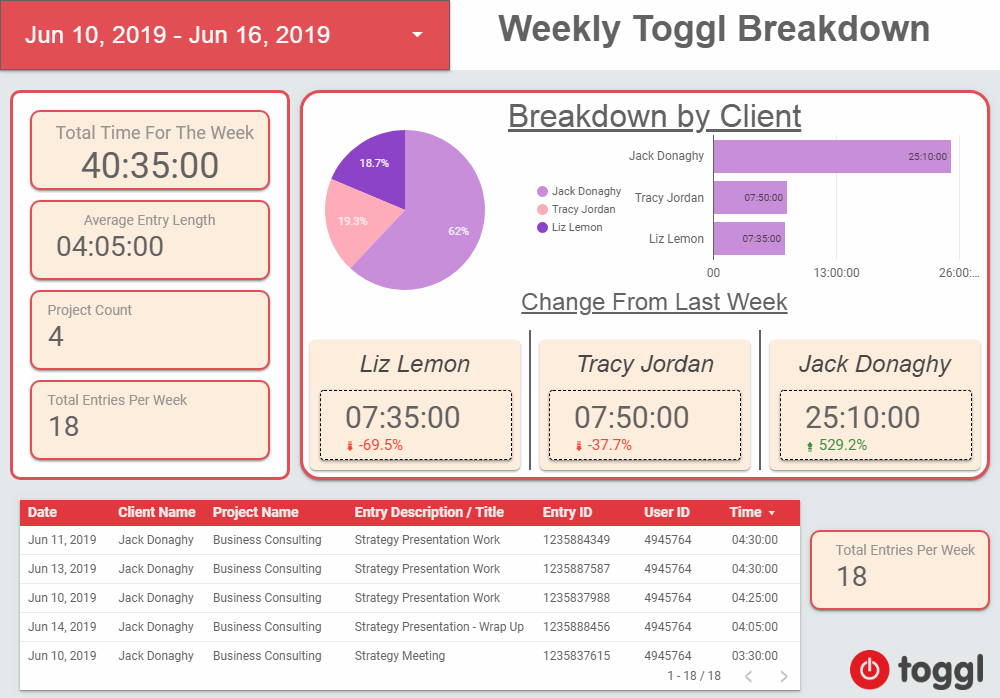 Jun 10, 2019 - Jun 16, 2019
Weekly Toggl Breakdown
Total Time For The Week
40:35:00
Average Entry Length
04:05:00
Project Count
4
Total Entries Per Week
18
Breakdown by Client
18.7%
19.3%
62%
Jack Donaghy
Tracy Jordan
Liz Lemon
Jack Donaghy 25:10:00
Tracy Jordan 07:50:00
Liz Lemon 07:35:00
00 13:00:00 26:00:...
Change From Last Week
Liz Lemon
07:35:00
-69.5%
Tracy Jordan
07:50:00
-37.7%
Jack Donaghy
25:10:00
529.2%
Date Client Name Project Name Entry Description / Title Entry ID User ID Time
Jun 11, 2019 Jack Donaghy Business Consulting Strategy Presentation Work 1235884349 4945764 04:30:00
Jun 13, 2019 Jack Donaghy Business Consulting Strategy Presentation Work 1235887587 4945764 04:30:00
Jun 10, 2019 Jack Donaghy Business Consulting Strategy Presentation Work 1235837988 4945764 04:25:00
Jun 14, 2019 Jack Donaghy Business Consulting Strategy Presentation - Wrap Up 1235888456 4945764 04:05:00
Jun 10, 2019 Jack Donaghy Business Consulting Strategy Meeting 1235837615 4945764 03:30:00
1 - 18 / 18
Total Entries Per Week
18
toggl